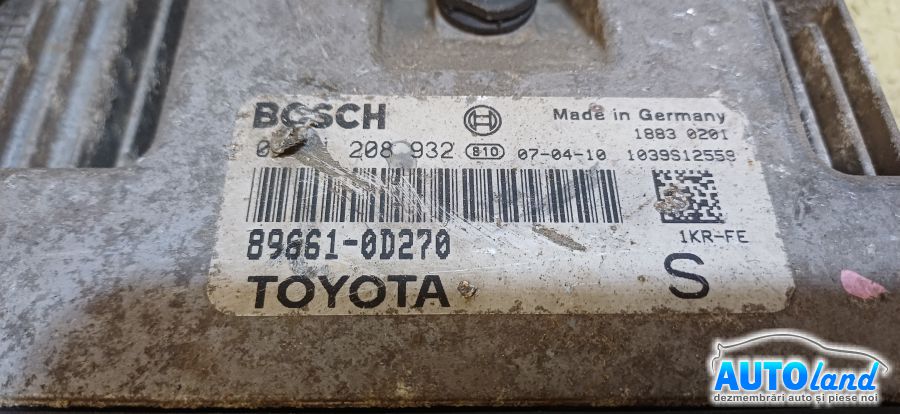 BOSCH
Made in Germany
1883 0201
208 932 810 07-04-10 1039S12559
89661-0D270
1KR-FE
TOYOTA
S
AUTOland
dezmembrări auto și piese noi